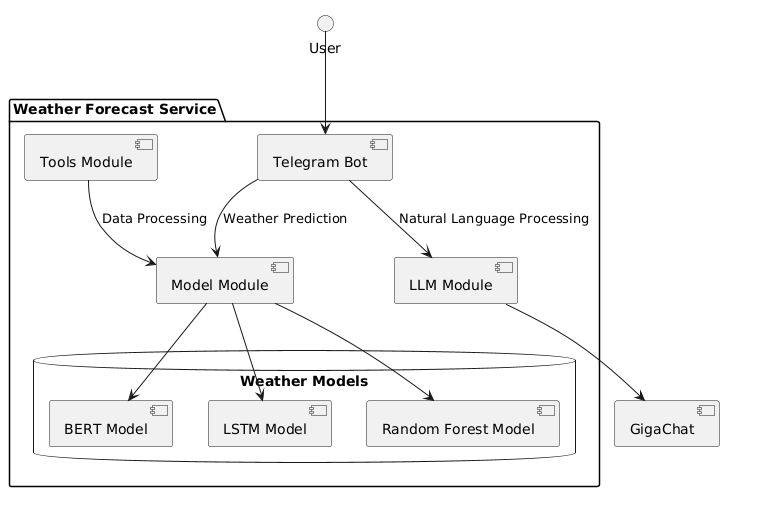 User
Weather Forecast Service
Tools Module
Telegram Bot
Data Processing
Weather Prediction
Natural Language Processing
Model Module
LLM Module
Weather Models
BERT Model
LSTM Model
Random Forest Model
GigaChat